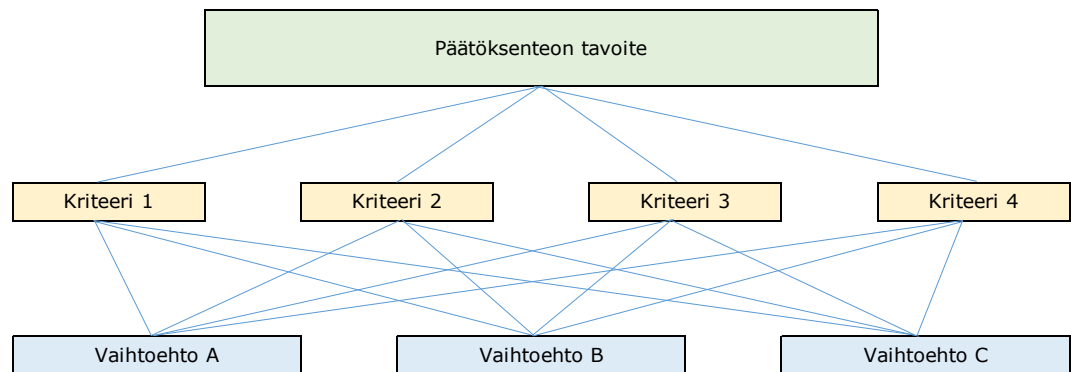 Päätöksenteon tavoite
Kriteeri 1
Kriteeri 2
Kriteeri 3
Kriteeri 4
Vaihtoehto A
Vaihtoehto B
Vaihtoehto C